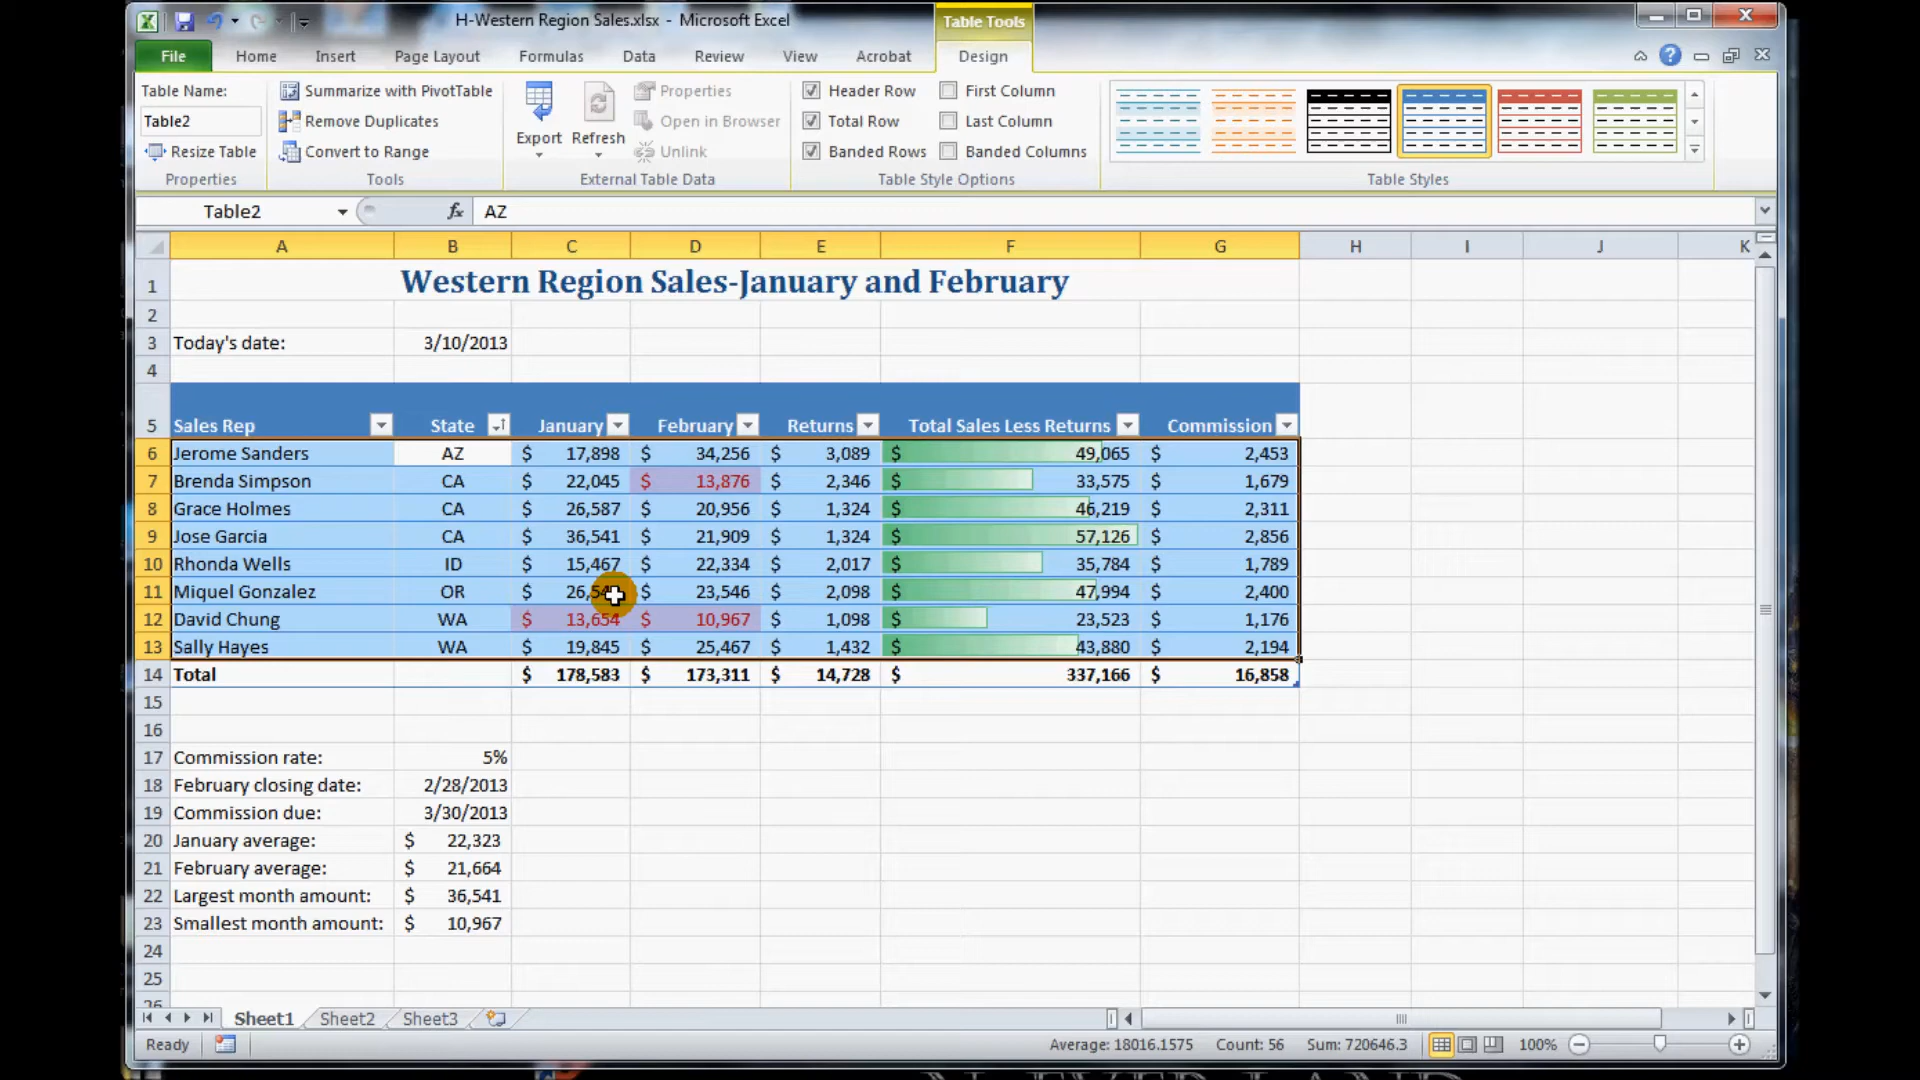 H-Western Region Sales.xlsx - Microsoft Excel
Table Tools
File Home Insert Page Layout Formulas Data Review View Acrobat Design
Table Name:
Table2
Resize Table
Properties
Summarize with PivotTable
Remove Duplicates
Convert to Range
Tools
Export Refresh
Properties
Open in Browser
Unlink
External Table Data
Header Row First Column
Total Row Last Column
Banded Rows Banded Columns
Table Style Options
Table Styles
Table2 fx AZ
A B C D E F G H I J K
1 Western Region Sales-January and February
2
3 Today's date: 3/10/2013
4
5 Sales Rep State January February Returns Total Sales Less Returns Commission
6 Jerome Sanders AZ $ 17,898 $ 34,256 $ 3,089 $ 49,065 $ 2,453
7 Brenda Simpson CA $ 22,045 $ 13,876 $ 2,346 $ 33,575 $ 1,679
8 Grace Holmes CA $ 26,587 $ 20,956 $ 1,324 $ 46,219 $ 2,311
9 Jose Garcia CA $ 36,541 $ 21,909 $ 1,324 $ 57,126 $ 2,856
10 Rhonda Wells ID $ 15,467 $ 22,334 $ 2,017 $ 35,784 $ 1,789
11 Miquel Gonzalez OR $ $ 23,546 $ 2,098 $ 47,994 $ 2,400
12 David Chung WA $ 13,654 $ 10,967 $ 1,098 $ 23,523 $ 1,176
13 Sally Hayes WA $ 19,845 $ 25,467 $ 1,432 $ 43,880 $ 2,194
14 Total $ 178,583 $ 173,311 $ 14,728 $ 337,166 $ 16,858
15
16
17 Commission rate: 5%
18 February closing date: 2/28/2013
19 Commission due: 3/30/2013
20 January average: $ 22,323
21 February average: $ 21,664
22 Largest month amount: $ 36,541
23 Smallest month amount: $ 10,967
24
25
26
Sheet1 Sheet2 Sheet3
Ready Average: 18016.1575 Count: 56 Sum: 720646.3 100%